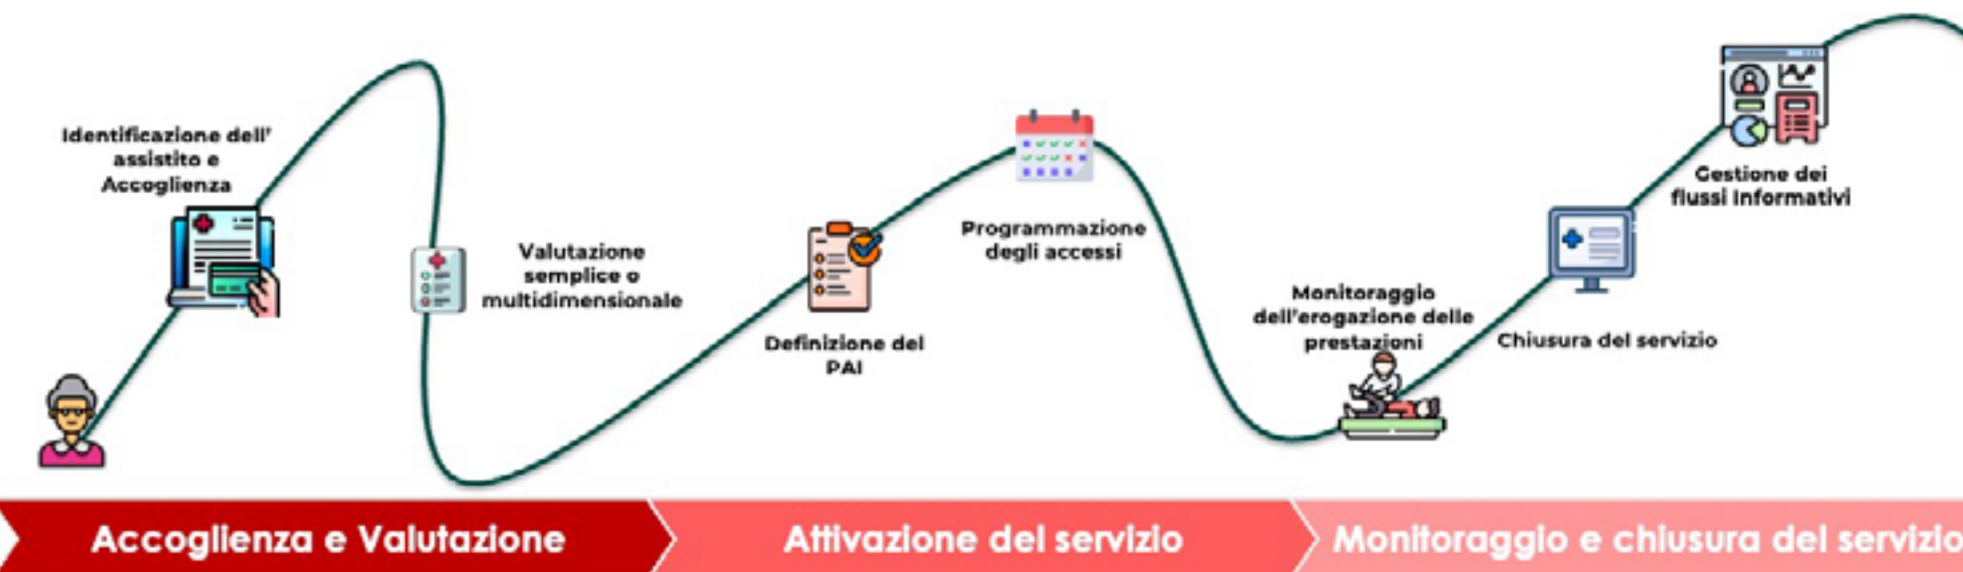 Identificazione dell'
assistito e
Accoglienza
Valutazione
semplice o
multidimensionale
Definizione del
PAI
Programmazione
degli accessi
Monitoraggio
dell'erogazione delle
prestazioni
Chiusura del servizio
Gestione dei
flussi Informativi
Accoglienza e Valutazione
Attivazione del servizio
Monitoraggio e chiusura del servizio